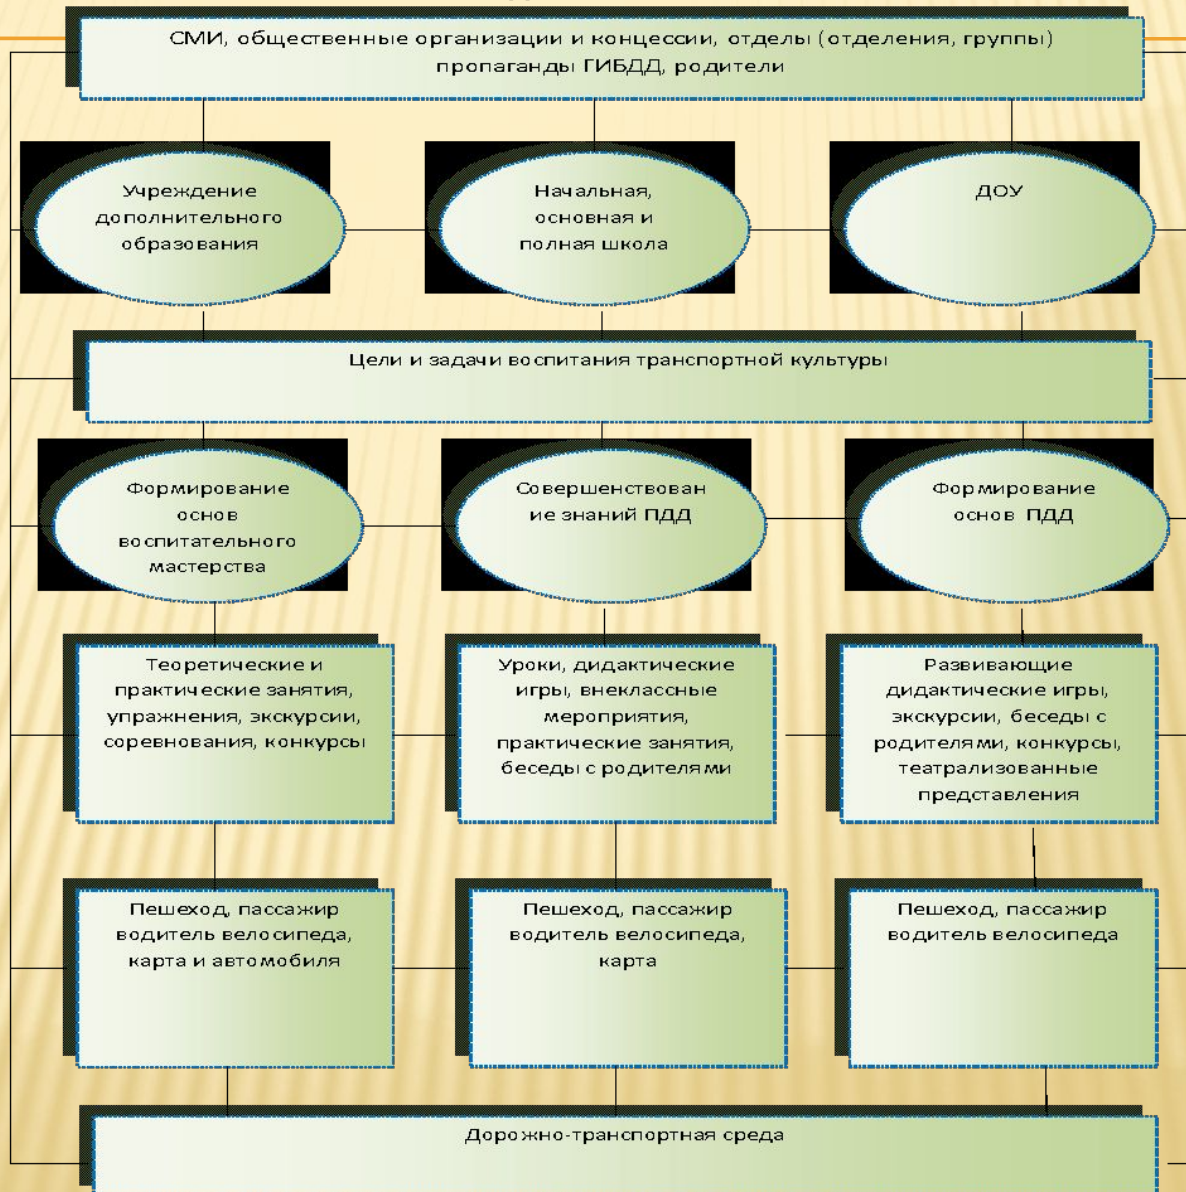 СМИ, общественные организации и концессии, отделы (отделения, группы)
пропаганды ГИБДД, родители
Учреждение
дополнительного
образования
Начальная,
основная и
полная школа
ДОУ
Цели и задачи воспитания транспортной культуры
Формирование
основ
воспитательного
мастерства
Совершенствован
ие знаний ПДД
Формирование
основ ПДД
Теоретические и
практические занятия,
упражнения, экскурсии,
соревнования, конкурсы
Уроки, дидактические
игры, внеклассные
мероприятия,
практические занятия,
беседы с родителями
Развивающие
дидактические игры,
экскурсии, беседы с
родителями, конкурсы,
театрализованные
представления
Пешеход, пассажир
водитель велосипеда,
карта и автомобиля
Пешеход, пассажир
водитель велосипеда,
карта
Пешеход, пассажир
водитель велосипеда
Дорожно-транспортная среда